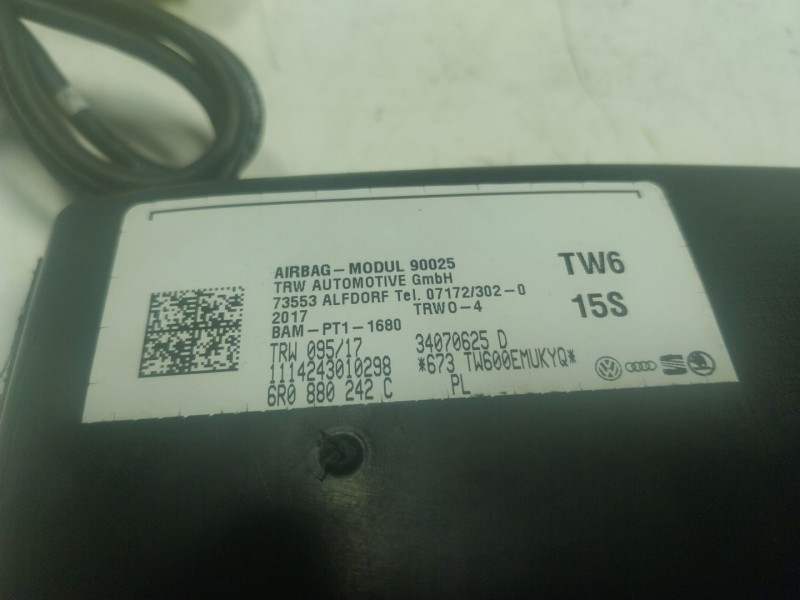 AIRBAG-MODUL 90025
TRW AUTOMOTIVE GmbH
73553 ALFDORF Tel. 07172/302-0
2017 TRWO-4
BAM-PT1-1680
TRW 095/17 34070625 D
1114243010298 *673 TW600EMUKYQ*
6R0 880 242 C PL
TW6
15S